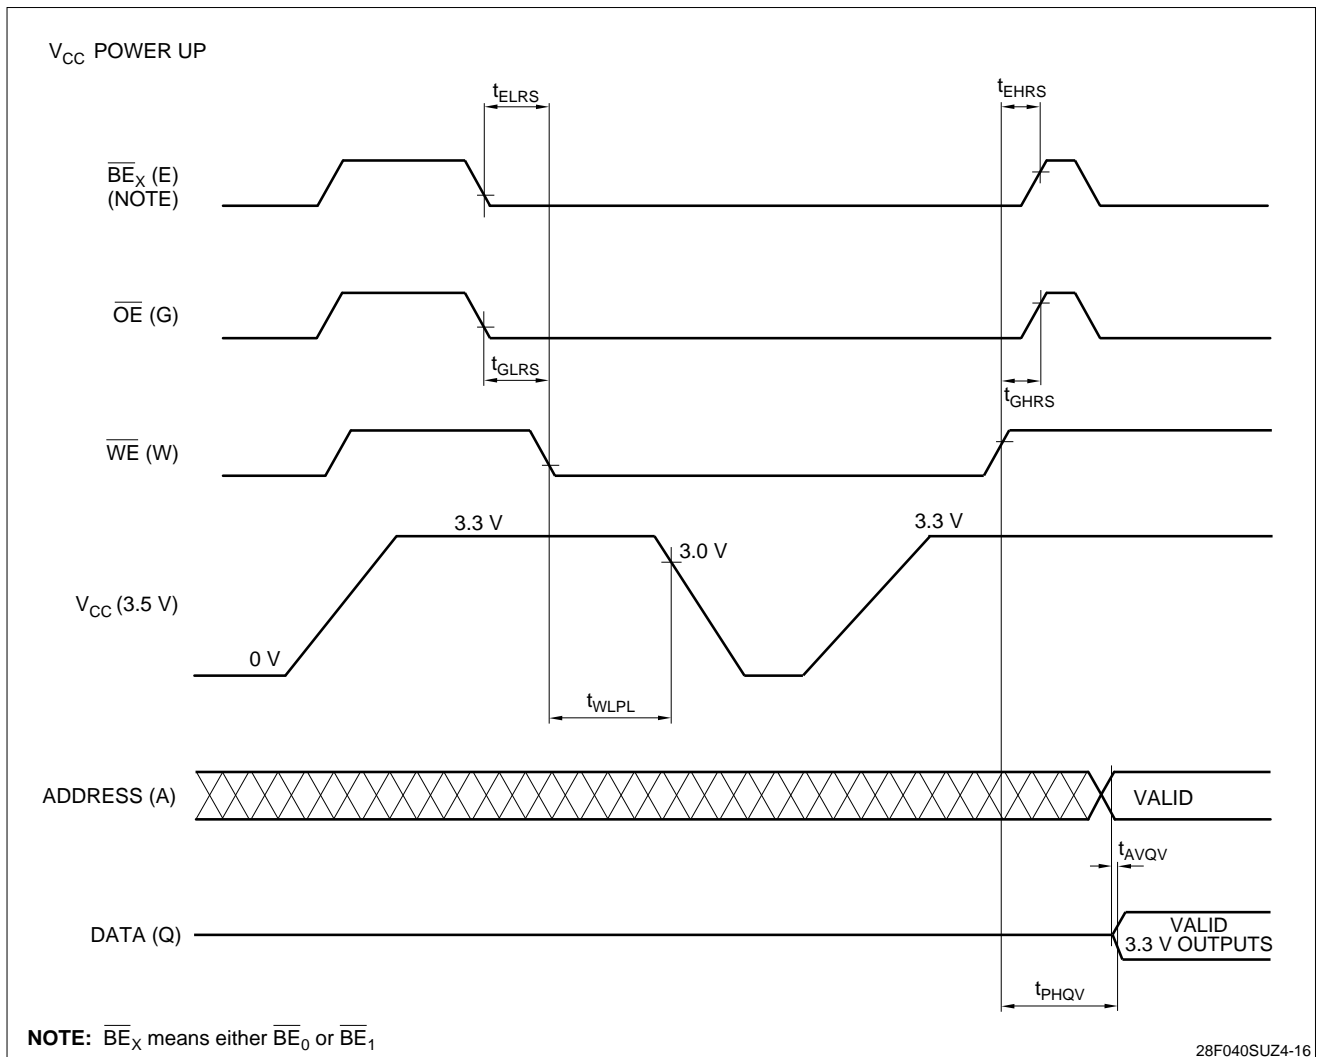 VCC POWER UP
tELRS
tEHRS
BEX (E)
(NOTE)
OE (G)
tGLRS
tGHRS
WE (W)
3.3 V
3.3 V
3.0 V
VCC (3.5 V)
0 V
tWLPL
ADDRESS (A)
VALID
tAVQV
DATA (Q)
VALID
3.3 V OUTPUTS
tPHQV
NOTE: BEX means either BE0 or BE1
28F040SUZ4-16